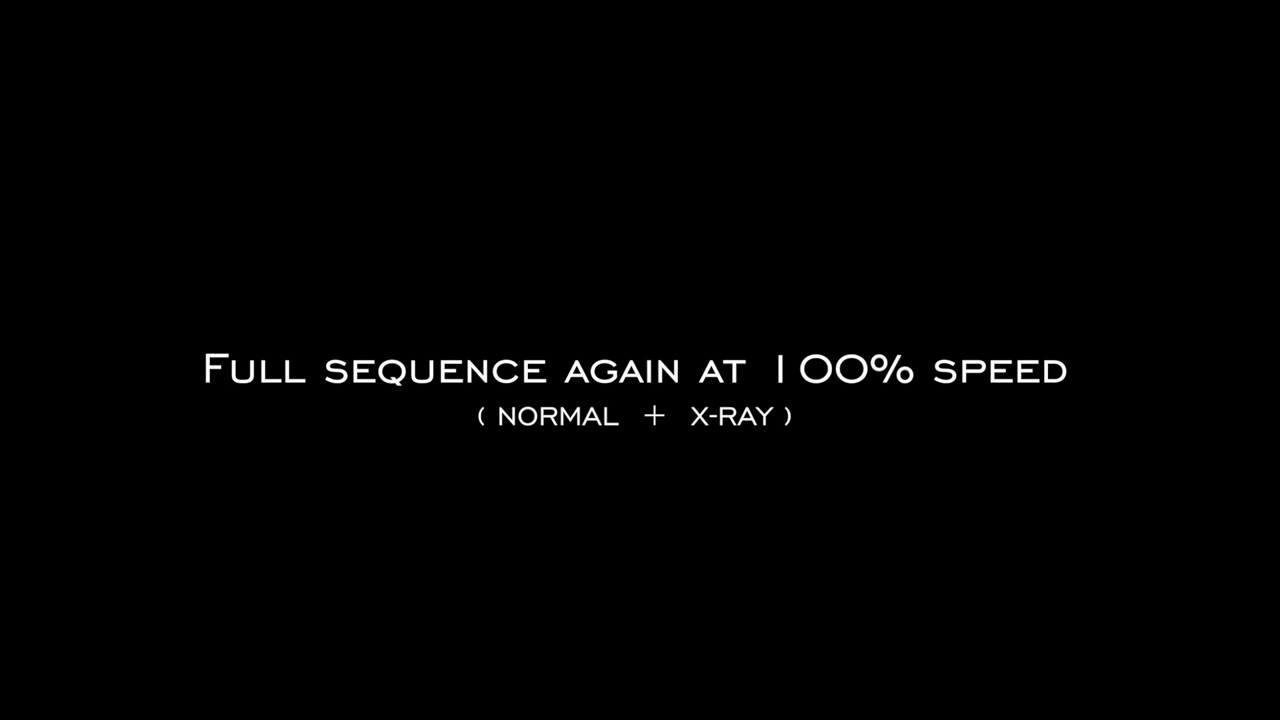 Full sequence again at 100% speed
( normal + x-ray )